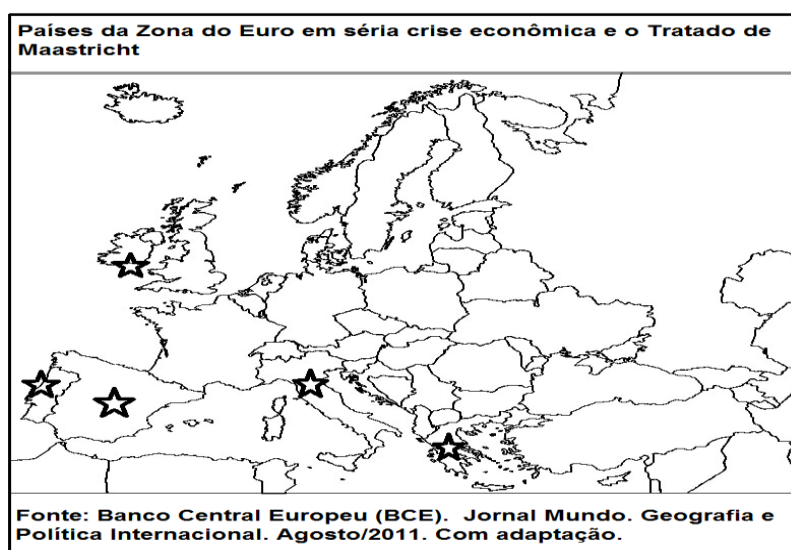 Países da Zona do Euro em séria crise econômica e o Tratado de
Maastricht
Fonte: Banco Central Europeu (BCE). Jornal Mundo. Geografia e
Política Internacional. Agosto/2011. Com adaptação.